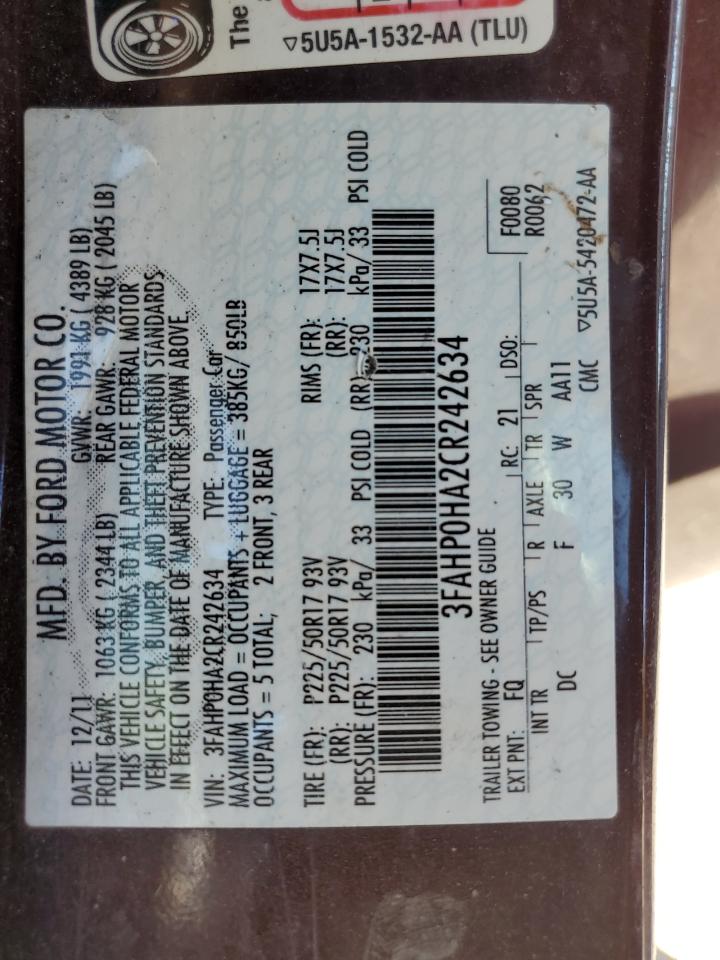 The
▽5U5A-1532-AA (TLU)
MFD. BY FORD MOTOR CO.
DATE: 12/11 GVWR: 1991 KG ( 4389 LB)
FRONT GAWR: 1063 KG ( 2344 LB) REAR GAWR: 928 KG ( 2045 LB)
THIS VEHICLE CONFORMS TO ALL APPLICABLE FEDERAL MOTOR
VEHICLE SAFETY, BUMPER, AND THEFT PREVENTION STANDARDS
IN EFFECT ON THE DATE OF MANUFACTURE SHOWN ABOVE.
VIN: 3FAHP0HA2CR242634 TYPE: Passenger Car
MAXIMUM LOAD = OCCUPANTS + LUGGAGE = 385KG/ 850LB
OCCUPANTS = 5 TOTAL; 2 FRONT, 3 REAR
TIRE (FR): P225/50R17 93V RIMS (FR): 17X7.5J
(RR): P225/50R17 93V (RR): 17X7.5J
PRESSURE (FR): 230 kPa/ 33 PSI COLD (RR): 230 kPa/ 33 PSI COLD
3FAHP0HA2CR242634
TRAILER TOWING - SEE OWNER GUIDE F0080
EXT PNT: FQ RC: 21 DSO: R0062
INT TR TP/PS R AXLE TR SPR
DC F 30 W AA11
CMC ▽5U5A-5420472-AA